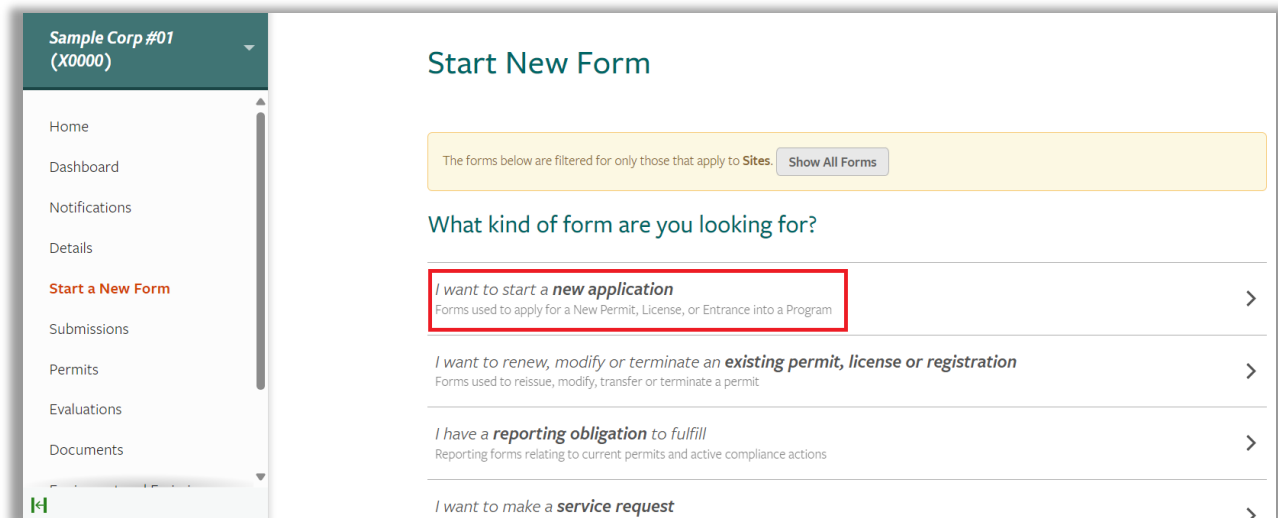 Sample Corp #01
(X0000)
Home
Dashboard
Notifications
Details
Start a New Form
Submissions
Permits
Evaluations
Documents
Start New Form
The forms below are filtered for only those that apply to Sites. Show All Forms
What kind of form are you looking for?
I want to start a new application
Forms used to apply for a New Permit, License, or Entrance into a Program
I want to renew, modify or terminate an existing permit, license or registration
Forms used to reissue, modify, transfer or terminate a permit
I have a reporting obligation to fulfill
Reporting forms relating to current permits and active compliance actions
I want to make a service request